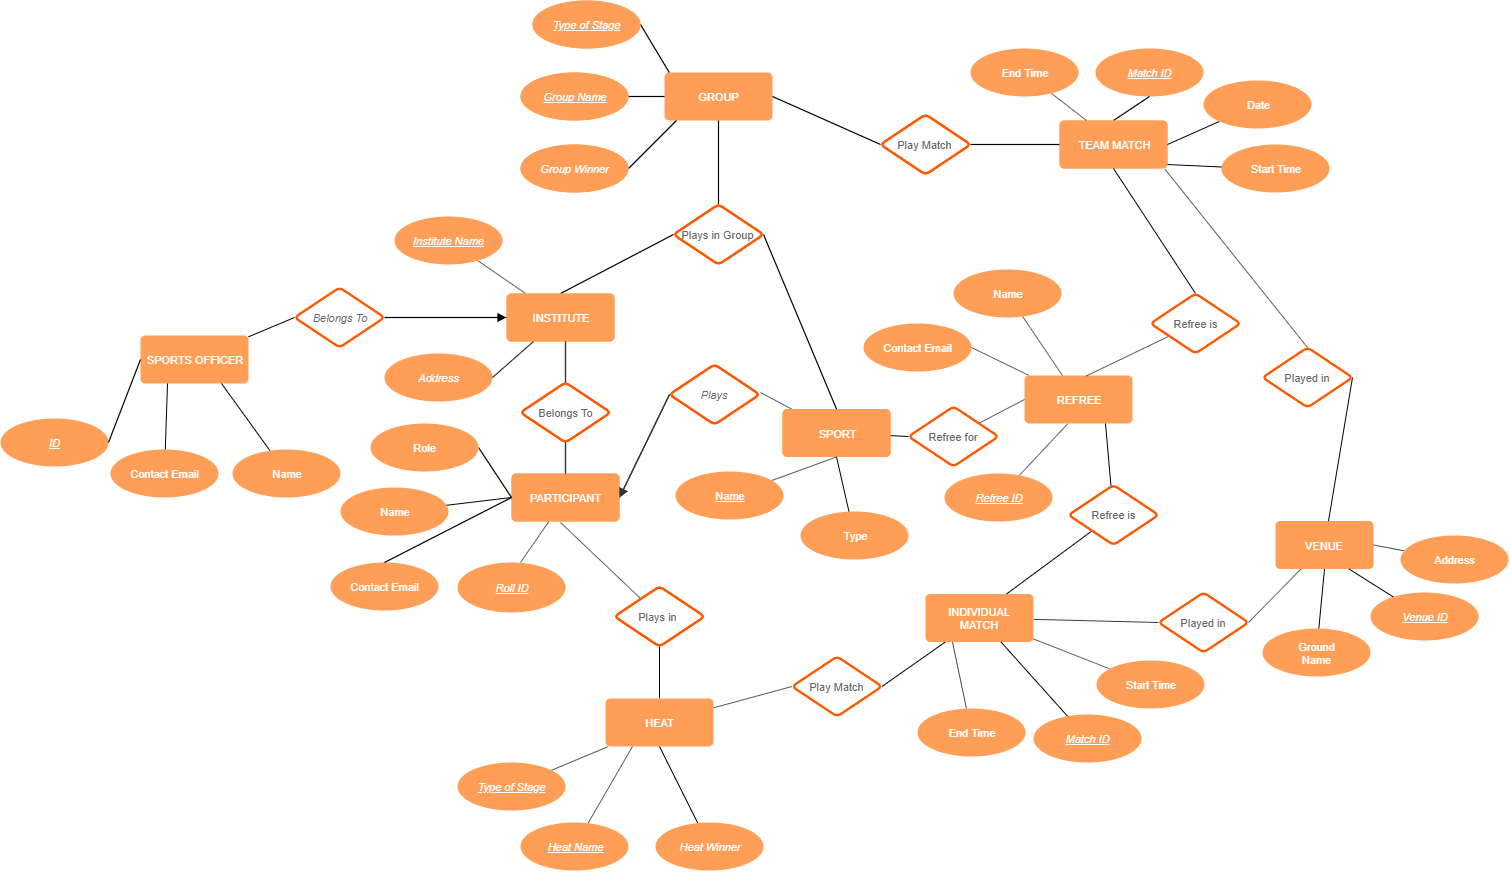 Type of Stage
End Time
Match ID
GROUP
Group Name
Date
Play Match
TEAM MATCH
Group Winner
Start Time
Plays in Group
Institute Name
Name
Belongs To
INSTITUTE
Refree is
Contact Email
SPORTS OFFICER
Address
Played in
Plays
REFREE
Belongs To
SPORT
Refree for
ID
Role
Contact Email
Name
Name
PARTICIPANT
Name
Refree ID
Name
Refree is
Type
VENUE
Address
Contact Email
Roll ID
Plays in
INDIVIDUAL
MATCH
Played in
Venue ID
Ground
Name
Play Match
Start Time
HEAT
End Time
Match ID
Type of Stage
Heat Name
Heat Winner